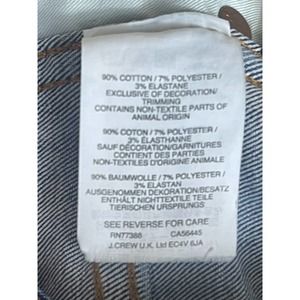 90% COTTON / 7% POLYESTER /
3% ELASTANE
EXCLUSIVE OF DECORATION/
TRIMMING
CONTAINS NON-TEXTILE PARTS OF
ANIMAL ORIGIN
90% COTON / 7% POLYESTER /
3% ÉLASTHANNE
SAUF DÉCORATION/GARNITURES
CONTIENT DES PARTIES
NON-TEXTILES D'ORIGINE ANIMALE
90% BAUMWOLLE / 7% POLYESTER /
3% ELASTAN
AUSGENOMMEN DEKORATION/BESATZ
ENTHÄLT NICHTTEXTILE TEILE
TIERISCHEN URSPRUNGS
SEE REVERSE FOR CARE
RN77388 CA56445
J.CREW U.K. Ltd EC4V 6JA